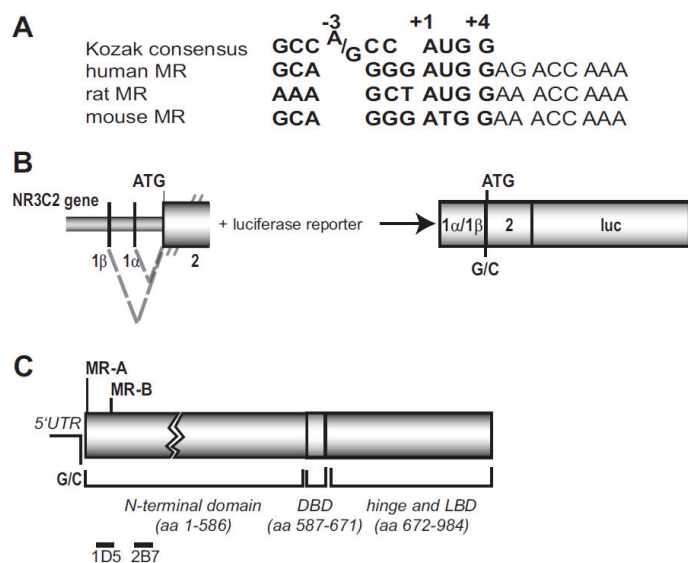 A
-3 +1 +4
Kozak consensus GCC A/G CC AUG G
human MR GCA GGG AUG GAG ACC AAA
rat MR AAA GCT AUG GAA ACC AAA
mouse MR GCA GGG ATG GAA ACC AAA
B
NR3C2 gene ATG
1β 1α 2
+ luciferase reporter
ATG
1α/1β 2 luc
G/C
C
MR-A
MR-B
5'UTR
G/C
N-terminal domain DBD hinge and LBD
(aa 1-586) (aa 587-671) (aa 672-984)
1D5 2B7